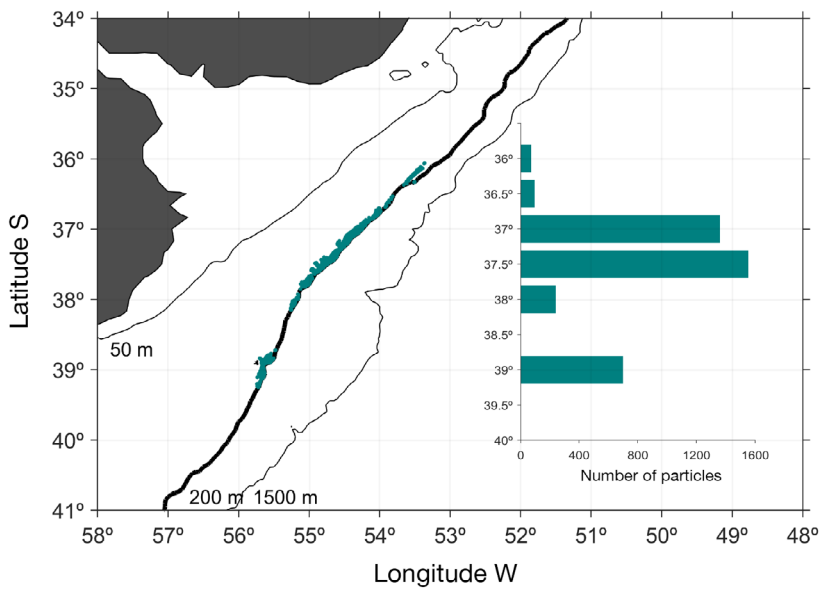 34º
35º
36º
37º
38º
39º
40º
41º
Latitude S
50 m
200 m 1500 m
36º
36.5º
37º
37.5º
38º
38.5º
39º
39.5º
40º
0 400 800 1200 1600
Number of particles
58º 57º 56º 55º 54º 53º 52º 51º 50º 49º 48º
Longitude W